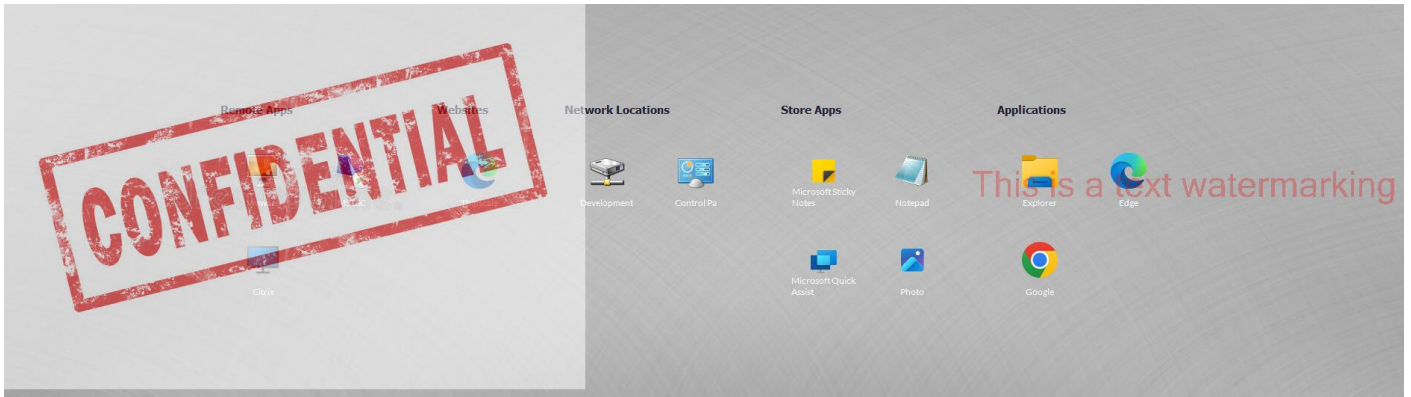 Remote Apps
Websites
Network Locations
Store Apps
Applications
CONFIDENTIAL
This is a text watermarking
Development
Control Pa
Microsoft Sticky
Notes
Notepad
Explorer
Edge
Citrix
Microsoft Quick
Assist
Photo
Google